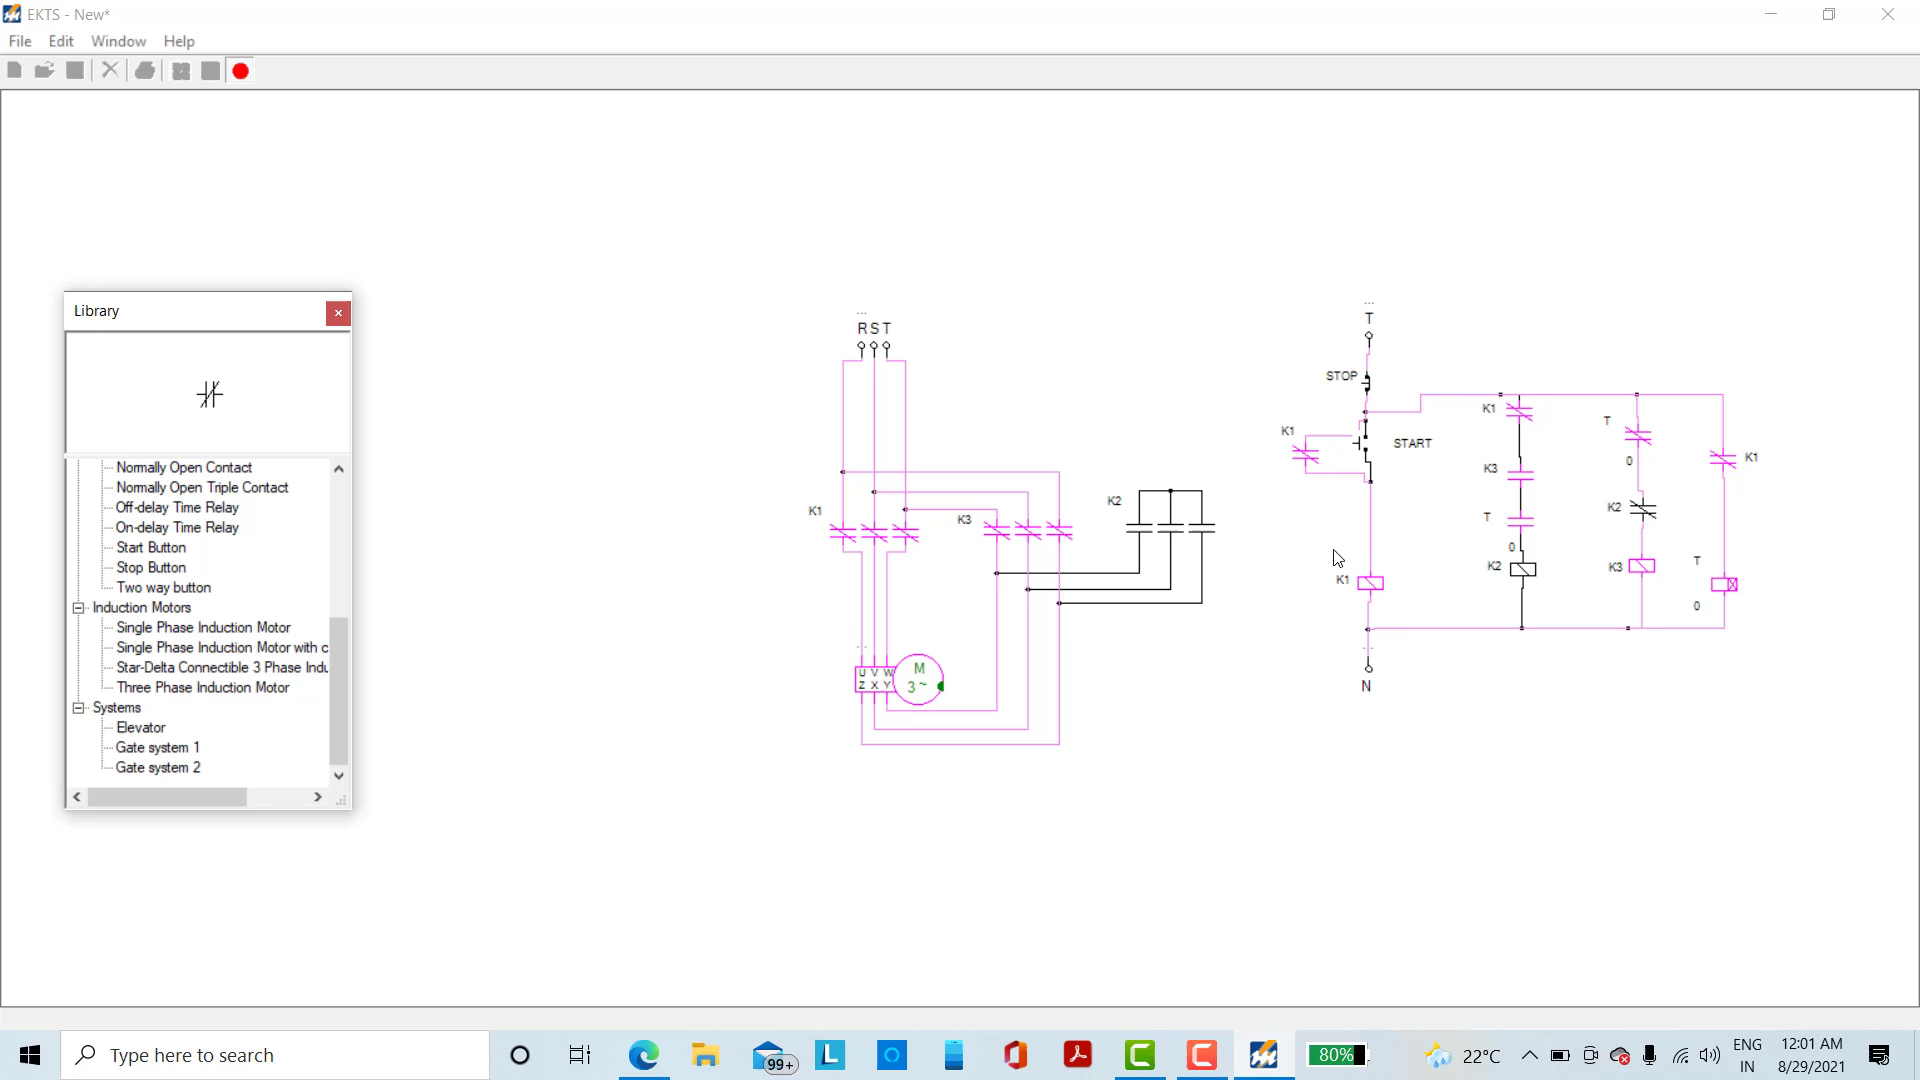 EKTS - New*
File Edit Window Help
Library
Normally Open Contact
Normally Open Triple Contact
Off-delay Time Relay
On-delay Time Relay
Start Button
Stop Button
Two way button
Induction Motors
Single Phase Induction Motor
Single Phase Induction Motor with c
Star-Delta Connectible 3 Phase Indu
Three Phase Induction Motor
Systems
Elevator
Gate system 1
Gate system 2
...
R S T
K1
K3
K2
...
U V W
Z X Y
M
3 ~
...
T
STOP
K1
START
K1
...
N
K1
K3
T
0
K2
T
0
K2
K3
K1
T
0
Type here to search
99+
L
80%
22°C
ENG
IN
12:01 AM
8/29/2021